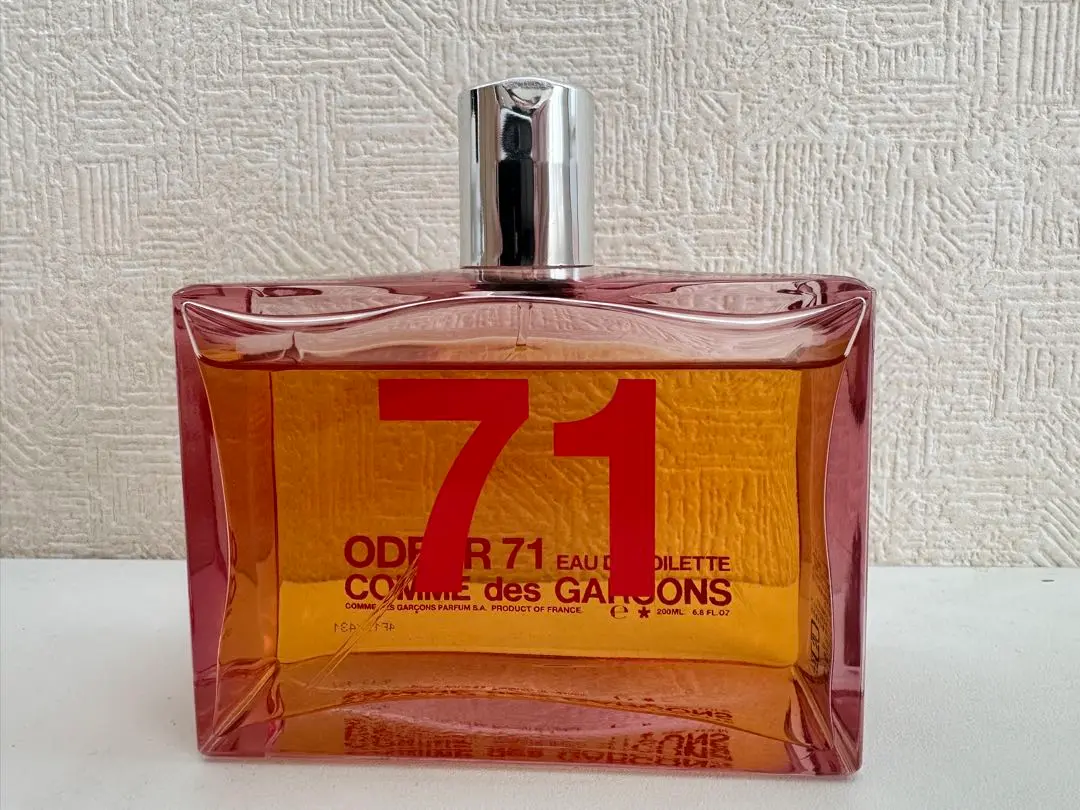 71
ODEUR 71 EAU DE TOILETTE
COMME des GARÇONS
COMME DES GARÇONS PARFUM S.A. PRODUCT OF FRANCE. e 200ML 6.8 FL.OZ